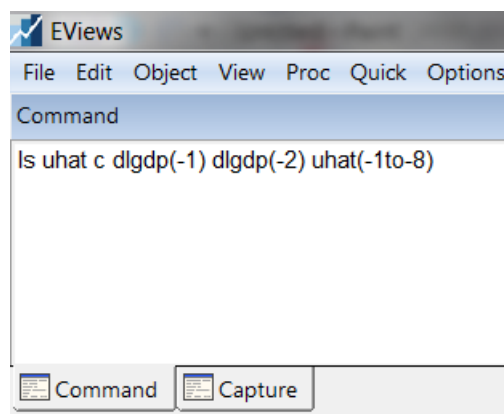 EViews
File Edit Object View Proc Quick Options
Command
ls uhat c dlgdp(-1) dlgdp(-2) uhat(-1to-8)
Command Capture